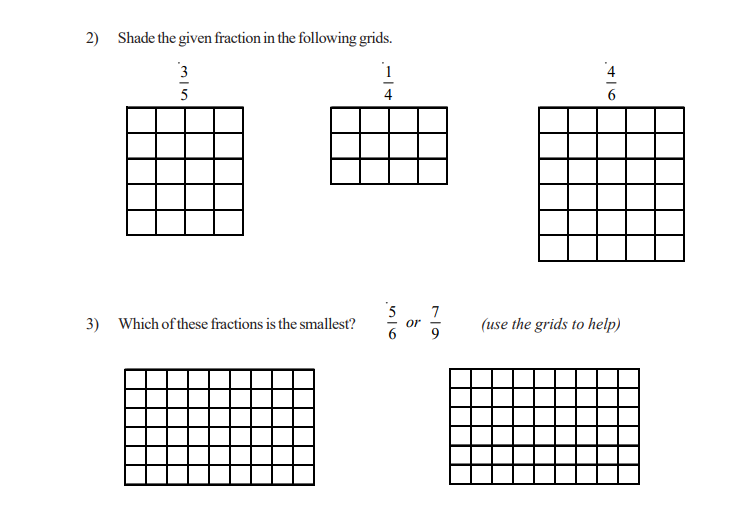 2) Shade the given fraction in the following grids.
3/5 1/4 4/6
3) Which of these fractions is the smallest? 5/6 or 7/9 (use the grids to help)